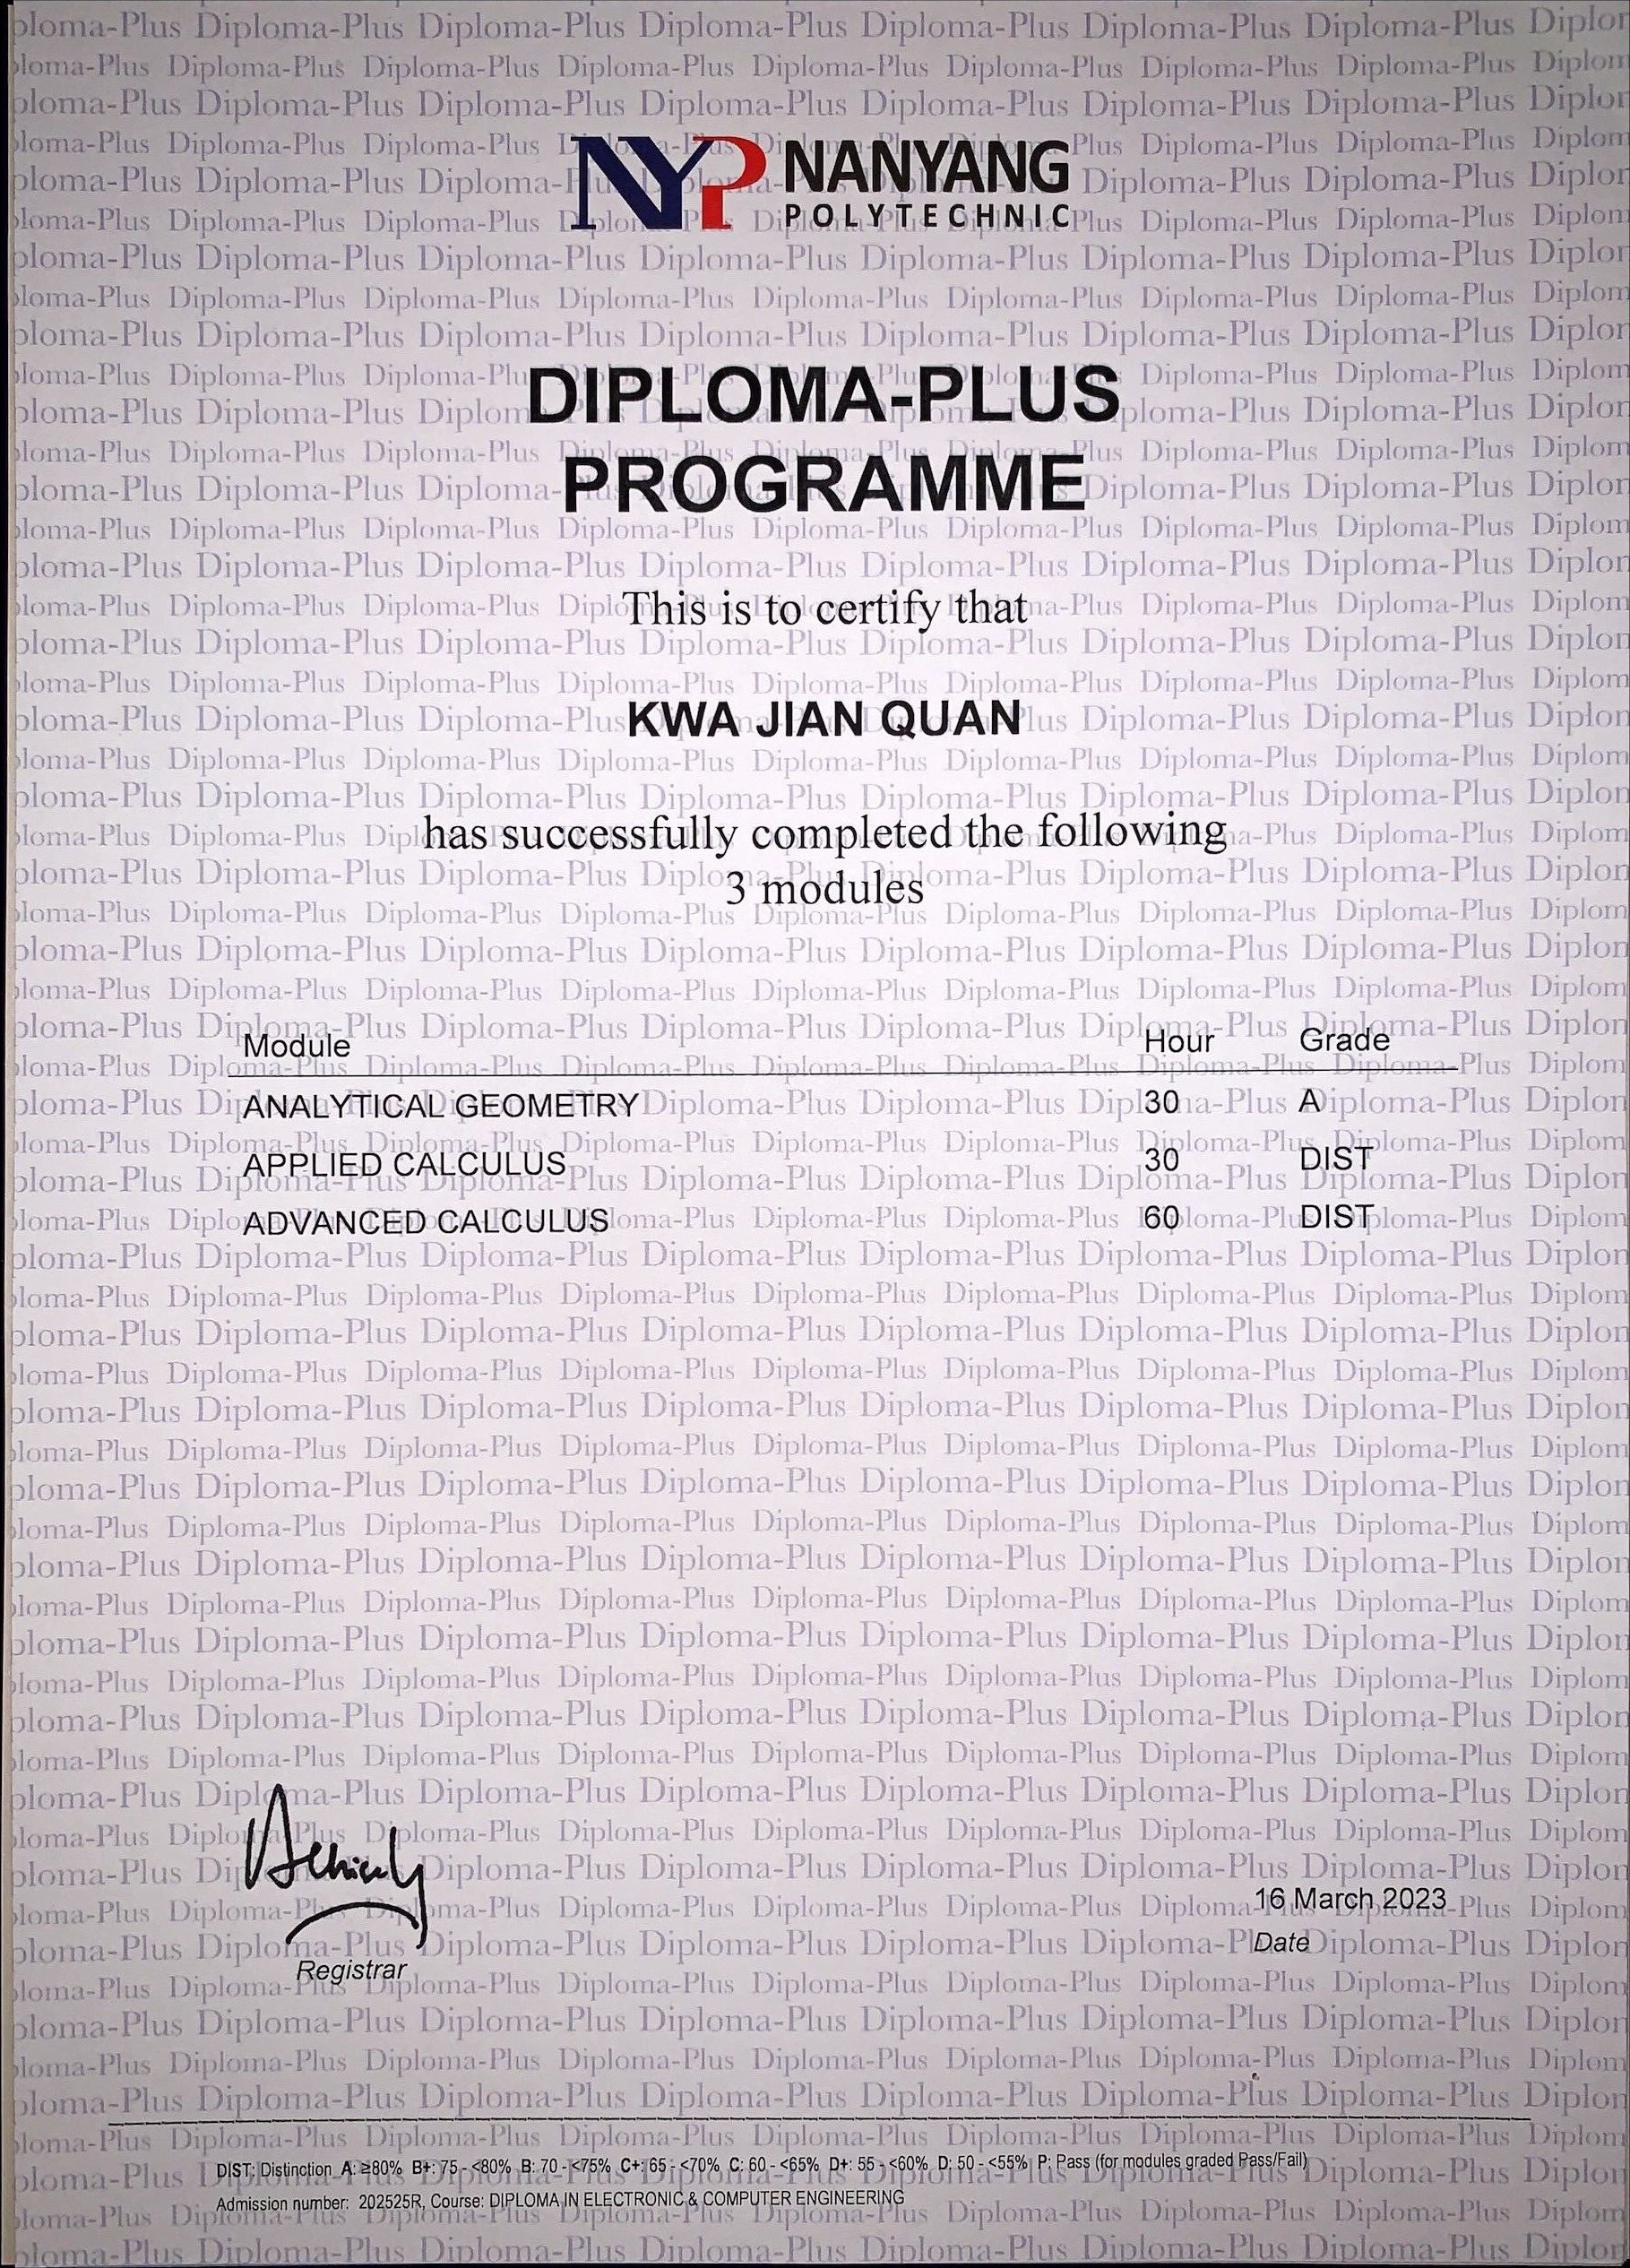 NYP NANYANG
POLYTECHNIC
DIPLOMA-PLUS
PROGRAMME
This is to certify that
KWA JIAN QUAN
has successfully completed the following
3 modules
Module Hour Grade
ANALYTICAL GEOMETRY 30 A
APPLIED CALCULUS 30 DIST
ADVANCED CALCULUS 60 DIST
16 March 2023
Date
Registrar
DIST: Distinction A: ≥80% B+: 75 - <80% B: 70 - <75% C+: 65 - <70% C: 60 - <65% D+: 55 - <60% D: 50 - <55% P: Pass (for modules graded Pass/Fail)
Admission number: 202525R, Course: DIPLOMA IN ELECTRONIC & COMPUTER ENGINEERING